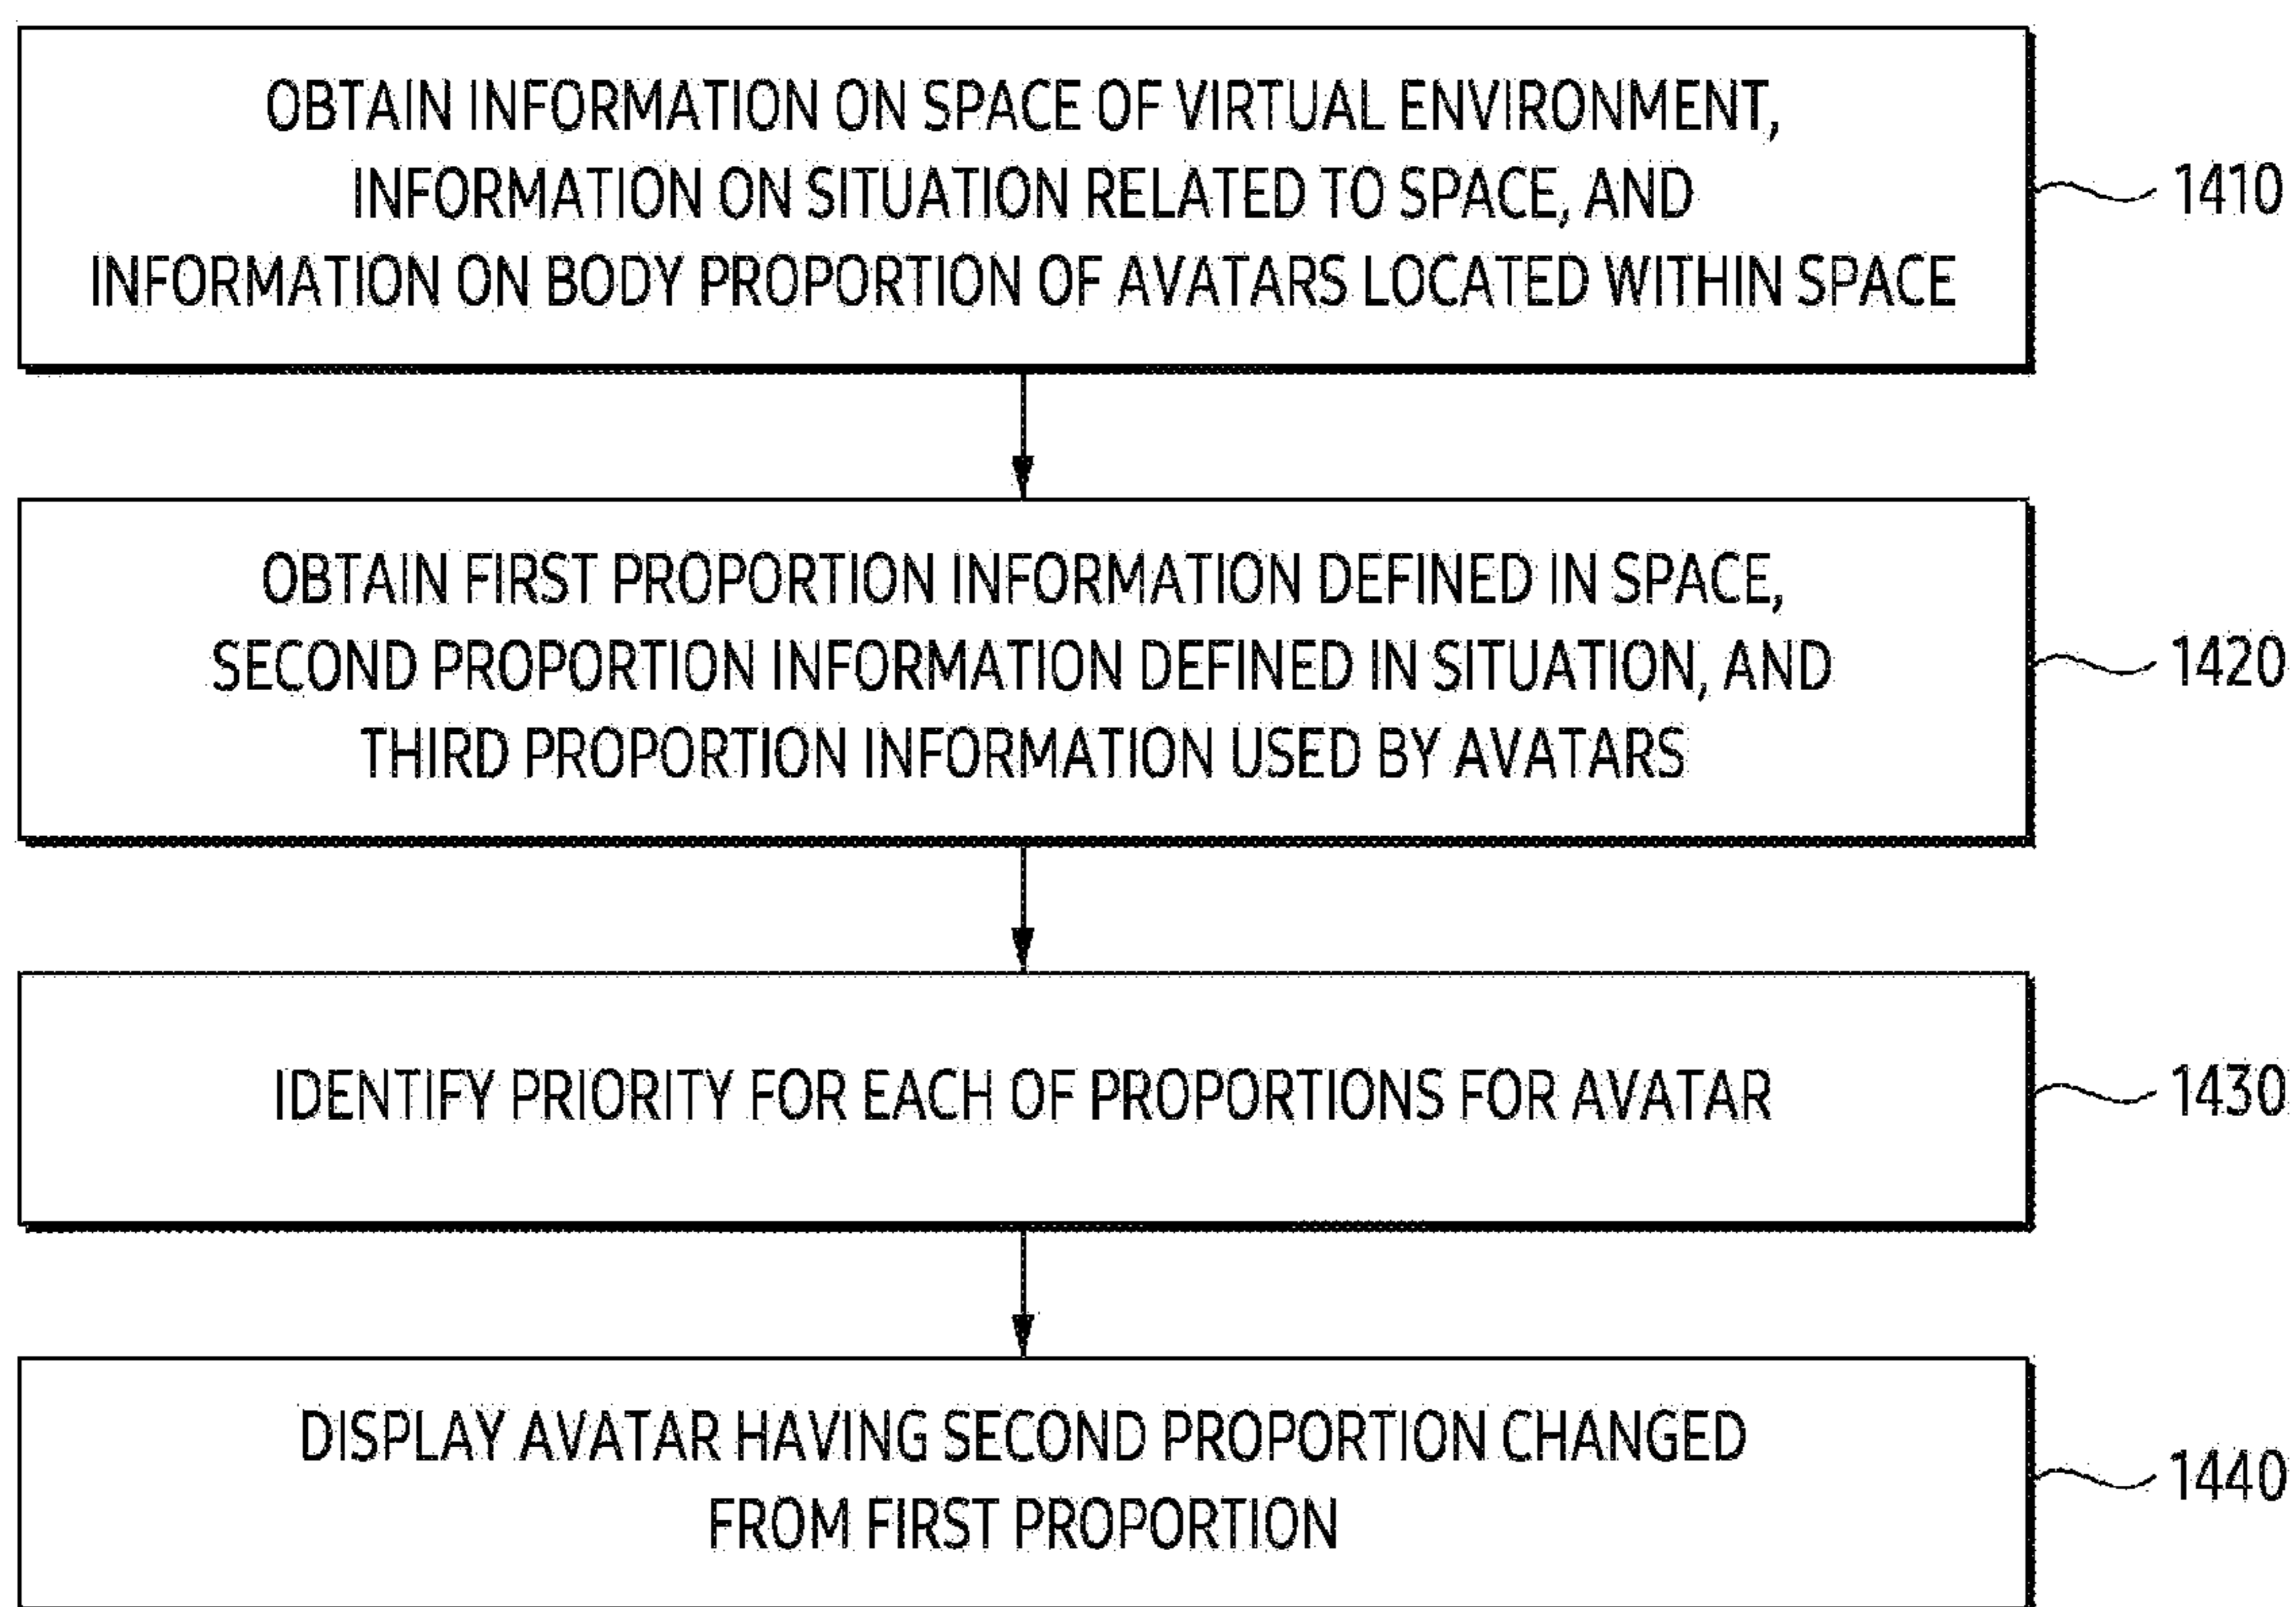 OBTAIN INFORMATION ON SPACE OF VIRTUAL ENVIRONMENT,
INFORMATION ON SITUATION RELATED TO SPACE, AND
INFORMATION ON BODY PROPORTION OF AVATARS LOCATED WITHIN SPACE
1410
OBTAIN FIRST PROPORTION INFORMATION DEFINED IN SPACE,
SECOND PROPORTION INFORMATION DEFINED IN SITUATION, AND
THIRD PROPORTION INFORMATION USED BY AVATARS
1420
IDENTIFY PRIORITY FOR EACH OF PROPORTIONS FOR AVATAR
1430
DISPLAY AVATAR HAVING SECOND PROPORTION CHANGED
FROM FIRST PROPORTION
1440